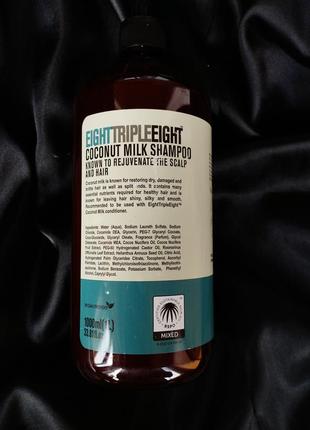 EIGHTTRIPLEEIGHT
COCONUT MILK SHAMPOO
KNOWN TO REJUVENATE THE SCALP
AND HAIR
Coconut milk is known for restoring dry, damaged and
brittle hair as well as split ends. It contains many
essential nutrients required for healthy hair and is
known for leaving hair shiny, silky and smooth.
Recommended to be used with EightTripleEight™
Coconut Milk conditioner.
Ingredients: Water (Aqua), Sodium Laureth Sulfate, Sodium
Chloride, Cocamide DEA, Glycerin, PEG-7 Glyceryl Cocoate,
Glyceryl Oleate, Fragrance (Parfum), Glycol
Distearate, Cocamide MEA, Cocos Nucifera Oil, Cocos Nucifera
Fruit Extract, PEG-40 Hydrogenated Castor Oil, Rosmarinus
Officinalis Leaf Extract, Helianthus Annuus Seed Oil, Citric Acid,
Hydrogenated Palm Glycerides Citrate, Tocopherol, Ascorbyl
Palmitate, Lecithin, Methylchloroisothiazolinone, Methyliso-
Sodium Benzoate, Potassium Sorbate, Phenethyl
Alcohol, Caprylyl Glycol.
1000ml(1L)
RSPO
MIXED